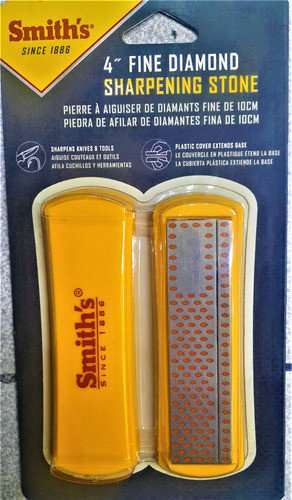 Smith's
SINCE 1886
4" FINE DIAMOND
SHARPENING STONE
PIERRE À AIGUISER DE DIAMANTS FINE DE 10CM
PIEDRA DE AFILAR DE DIAMANTES FINA DE 10CM
SHARPENS KNIVES & TOOLS
AIGUISE COUTEAUX ET OUTILS
AFILA CUCHILLOS Y HERRAMIENTAS
PLASTIC COVER EXTENDS BASE
LE COUVERCLE EN PLASTIQUE ÉTEND LA BASE
LA CUBIERTA PLÁSTICA EXTIENDE LA BASE
Smith's®
SINCE 1886